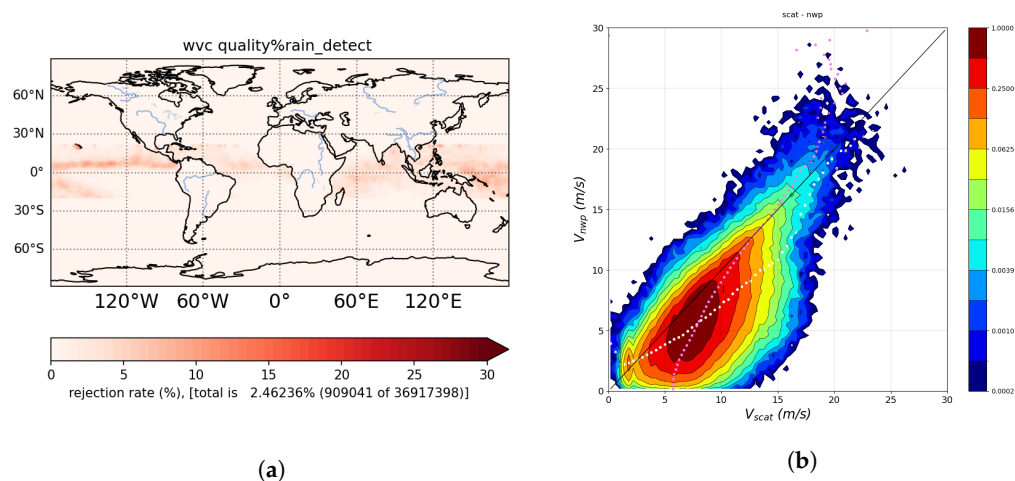 wvc quality%rain_detect
60°N
30°N
0°
30°S
60°S
120°W 60°W 0° 60°E 120°E
0 5 10 15 20 25 30
rejection rate (%), [total is 2.46236% (909041 of 36917398)]
(a)
scat - nwp
30
25
20
15
10
5
0
V_nwp (m/s)
0 5 10 15 20 25 30
V_scat (m/s)
1.0000
0.2500
0.0625
0.0156
0.0039
0.0010
0.0002
(b)